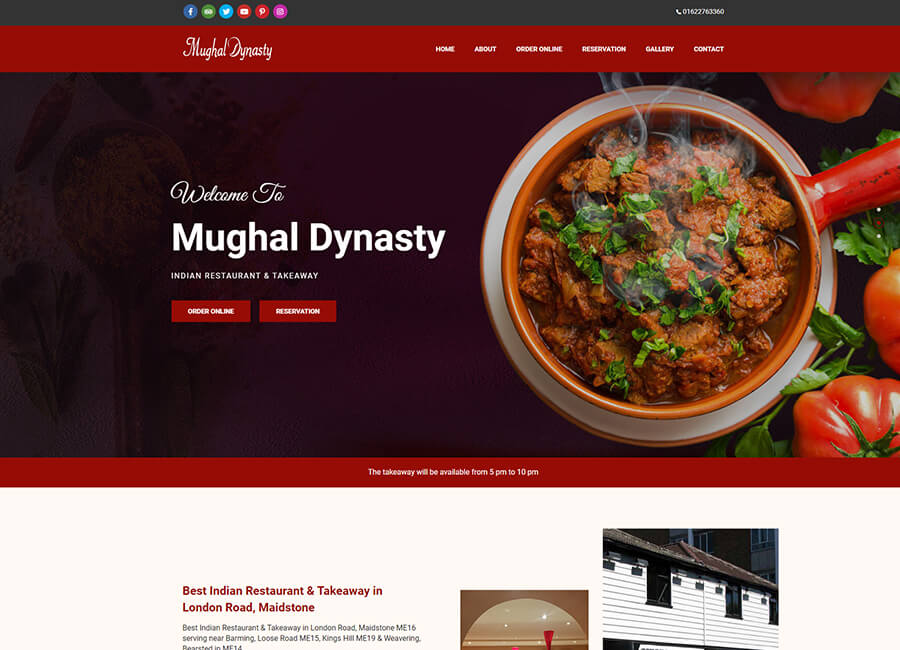 01622763360
Mughal Dynasty
HOME ABOUT ORDER ONLINE RESERVATION GALLERY CONTACT
Welcome To
Mughal Dynasty
INDIAN RESTAURANT & TAKEAWAY
ORDER ONLINE RESERVATION
The takeaway will be available from 5 pm to 10 pm
Best Indian Restaurant & Takeaway in
London Road, Maidstone
Best Indian Restaurant & Takeaway in London Road, Maidstone ME16
serving near Barming, Loose Road ME15, Kings Hill ME19 & Weavering,
Bearsted in ME14